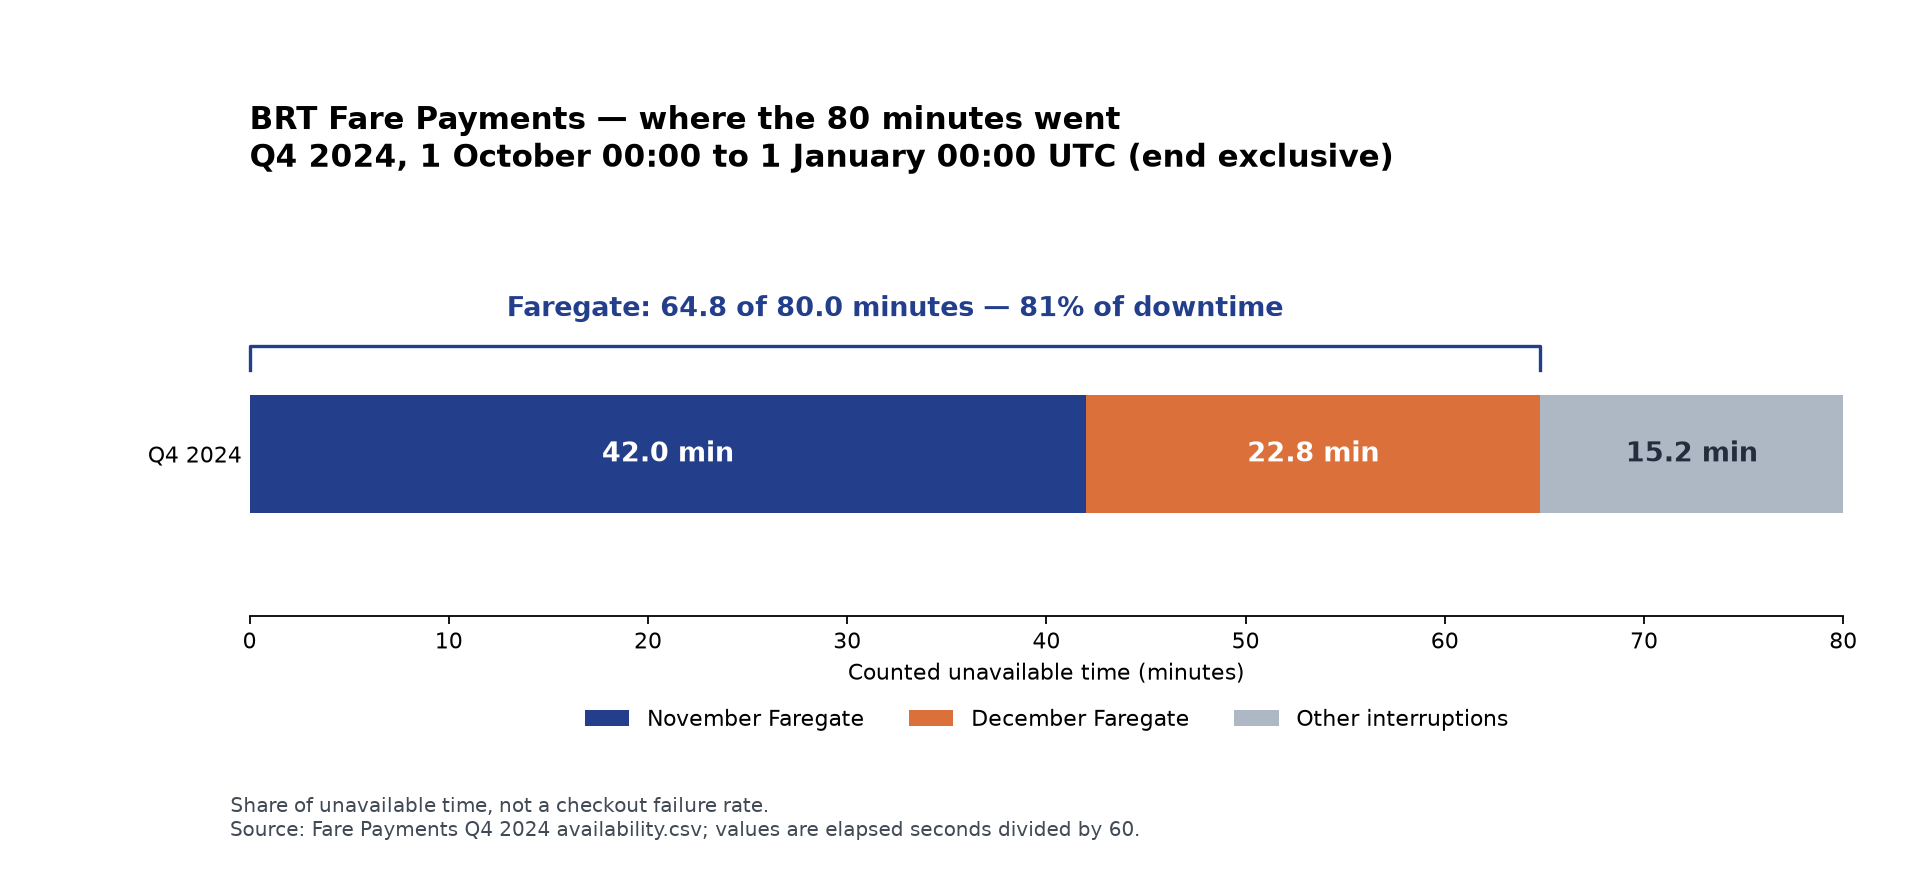 BRT Fare Payments — where the 80 minutes went
Q4 2024, 1 October 00:00 to 1 January 00:00 UTC (end exclusive)
Faregate: 64.8 of 80.0 minutes — 81% of downtime
Q4 2024
42.0 min
22.8 min
15.2 min
0 10 20 30 40 50 60 70 80
Counted unavailable time (minutes)
November Faregate December Faregate Other interruptions
Share of unavailable time, not a checkout failure rate.
Source: Fare Payments Q4 2024 availability.csv; values are elapsed seconds divided by 60.